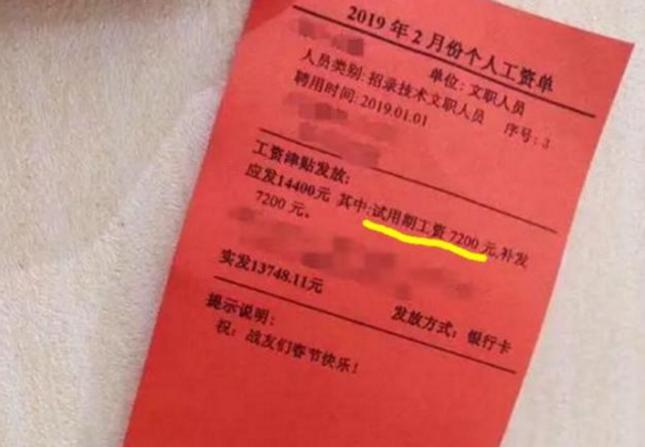 2019年2月份个人工资单
单位:文职人员
人员类别:招录技术文职人员 序号:3
聘用时间:2019.01.01
工资津贴发放:
应发14400元 其中:试用期工资7200元,补发
7200元。
实发13748.11元
发放方式:银行卡
提示说明:
祝:战友们春节快乐!